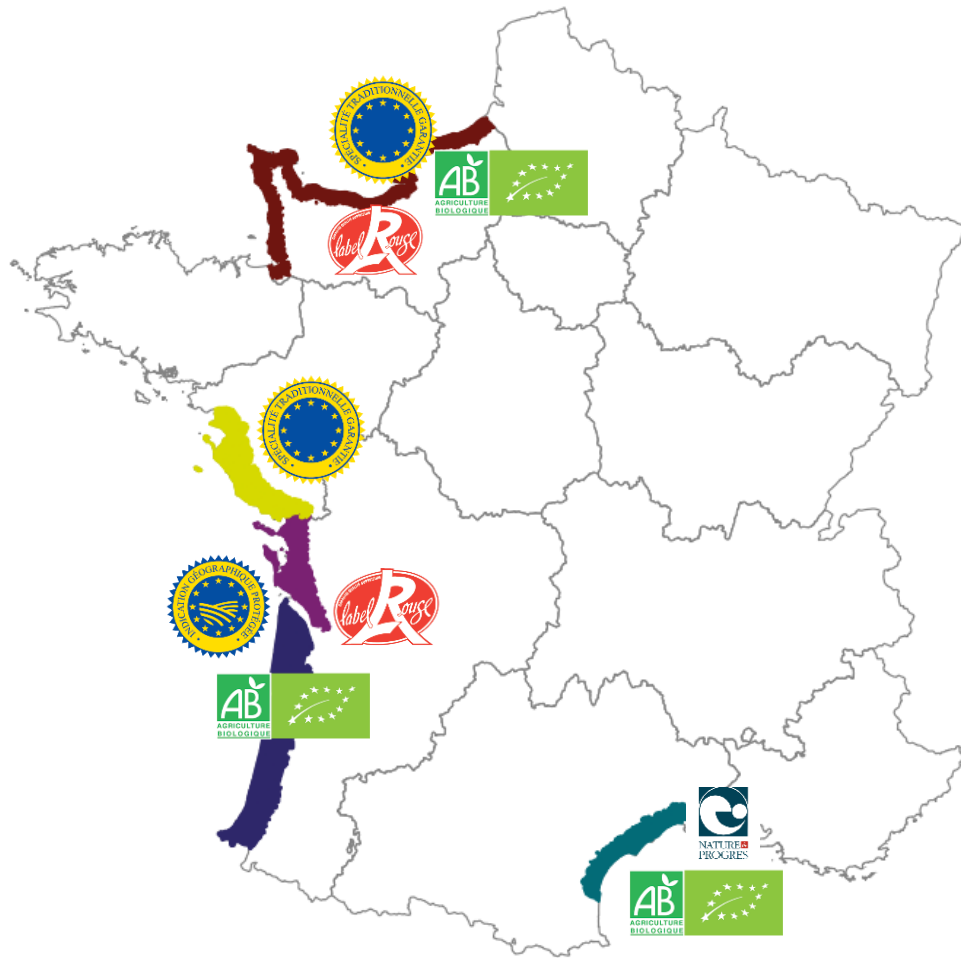 SPÉCIALITÉ TRADITIONNELLE GARANTIE
AB
AGRICULTURE
BIOLOGIQUE
label Rouge
SPÉCIALITÉ TRADITIONNELLE GARANTIE
INDICATION GÉOGRAPHIQUE PROTÉGÉE
label Rouge
AB
AGRICULTURE
BIOLOGIQUE
NATURE &
PROGRES
AB
AGRICULTURE
BIOLOGIQUE